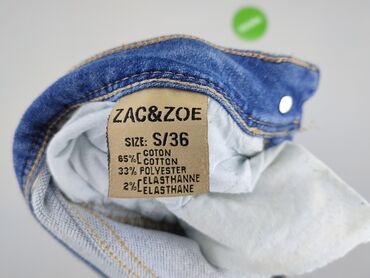 ZAC&ZOE
SIZE: S/36
65% [COTON
COTTON
33% POLYESTER
2% [ELASTHANNE
ELASTHANE